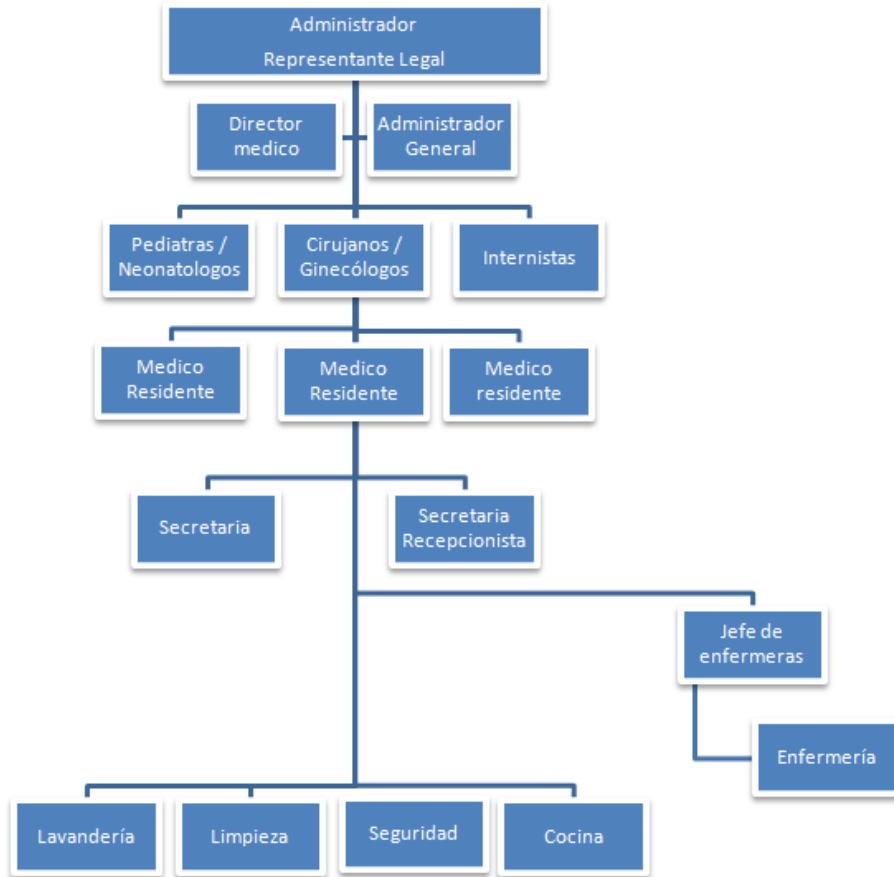 Administrador
Representante Legal
Director
medico
Administrador
General
Pediatras /
Neonatologos
Cirujanos /
Ginecólogos
Internistas
Medico
Residente
Medico
Residente
Medico
residente
Secretaria
Secretaria
Recepcionista
Jefe de
enfermeras
Enfermería
Lavandería
Limpieza
Seguridad
Cocina